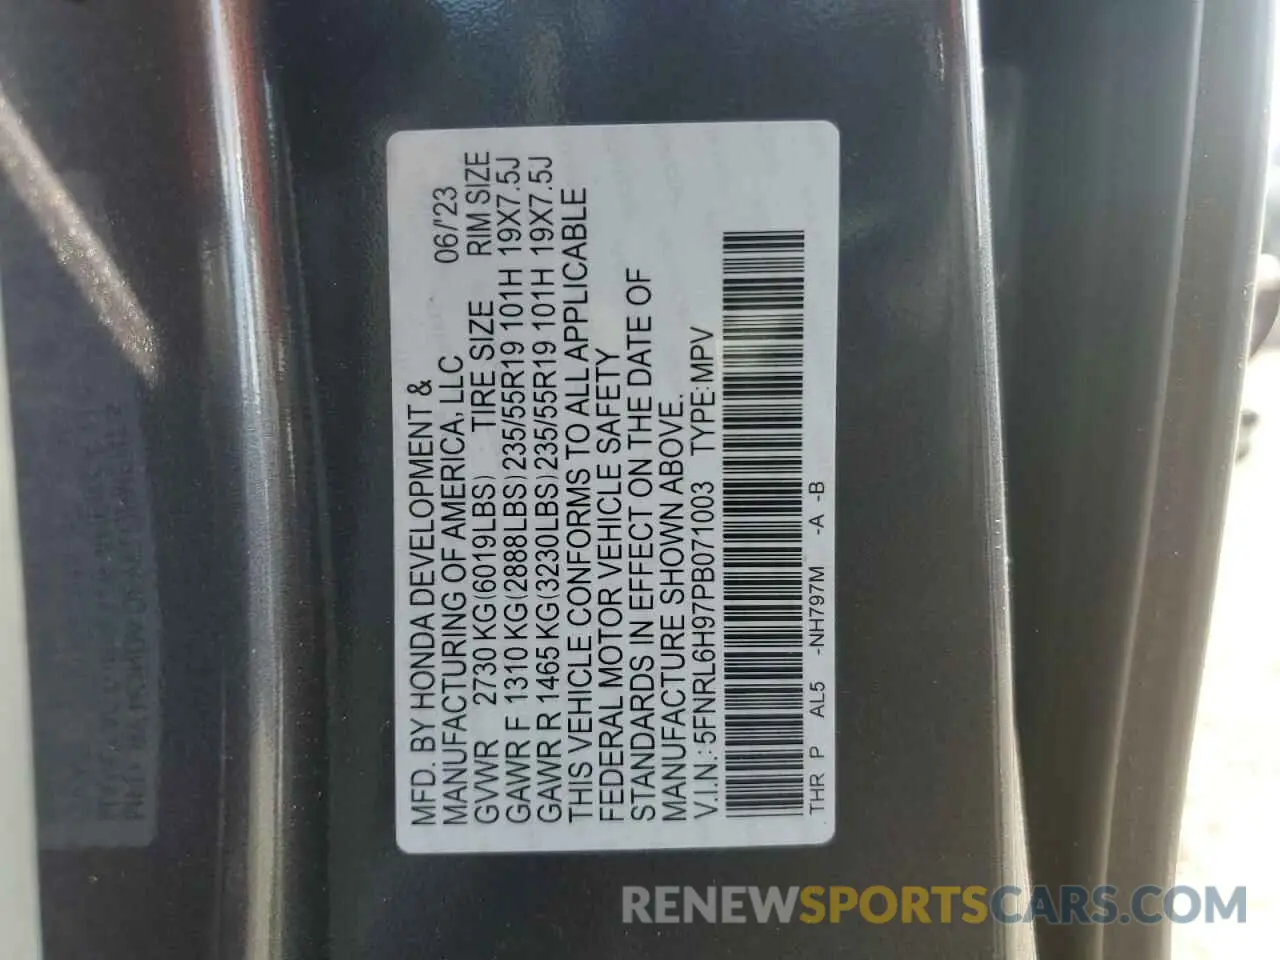 MFD. BY HONDA DEVELOPMENT &
MANUFACTURING OF AMERICA, LLC 06/'23
GVWR 2730 KG(6019LBS) TIRE SIZE RIM SIZE
GAWR F 1310 KG(2888LBS) 235/55R19 101H 19X7.5J
GAWR R 1465 KG(3230LBS) 235/55R19 101H 19X7.5J
THIS VEHICLE CONFORMS TO ALL APPLICABLE
FEDERAL MOTOR VEHICLE SAFETY
STANDARDS IN EFFECT ON THE DATE OF
MANUFACTURE SHOWN ABOVE.
V.I.N.: 5FNRL6H97PB071003 TYPE:MPV
THR P AL5 -NH797M -A -B
RENEWSPORTSCARS.COM